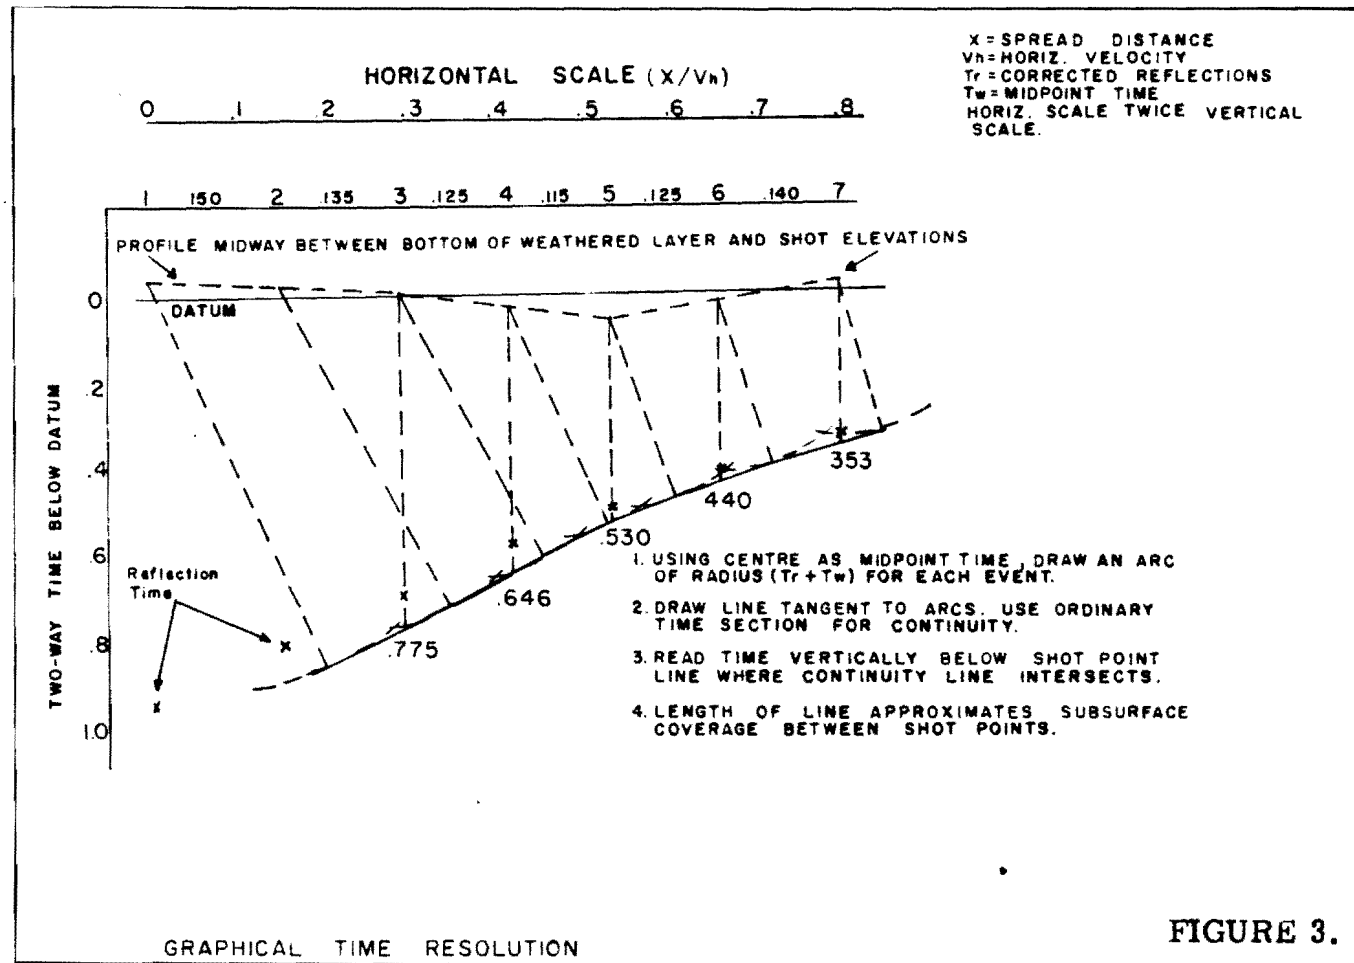 X = SPREAD DISTANCE
Vh = HORIZ. VELOCITY
Tr = CORRECTED REFLECTIONS
Tw = MIDPOINT TIME
HORIZ. SCALE TWICE VERTICAL
SCALE.
HORIZONTAL SCALE (X/Vh)
0 .1 .2 .3 .4 .5 .6 .7 .8
1 .150 2 .135 3 .125 4 .115 5 .125 6 .140 7
PROFILE MIDWAY BETWEEN BOTTOM OF WEATHERED LAYER AND SHOT ELEVATIONS
DATUM
TWO-WAY TIME BELOW DATUM
0
.2
.4
.6
.8
1.0
Reflection
Time
.775
.646
.530
440
353
1. USING CENTRE AS MIDPOINT TIME, DRAW AN ARC
OF RADIUS (Tr + Tw) FOR EACH EVENT.
2. DRAW LINE TANGENT TO ARCS. USE ORDINARY
TIME SECTION FOR CONTINUITY.
3. READ TIME VERTICALLY BELOW SHOT POINT
LINE WHERE CONTINUITY LINE INTERSECTS.
4. LENGTH OF LINE APPROXIMATES SUBSURFACE
COVERAGE BETWEEN SHOT POINTS.
GRAPHICAL TIME RESOLUTION
FIGURE 3.